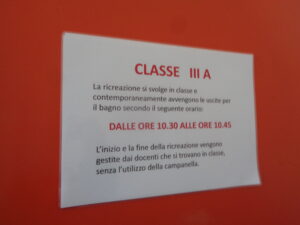 CLASSE III A
La ricreazione si svolge in classe e
contemporaneamente avvengono le uscite per
il bagno secondo il seguente orario:
DALLE ORE 10.30 ALLE ORE 10.45
L'inizio e la fine della ricreazione vengono
gestite dai docenti che si trovano in classe,
senza l'utilizzo della campanella.